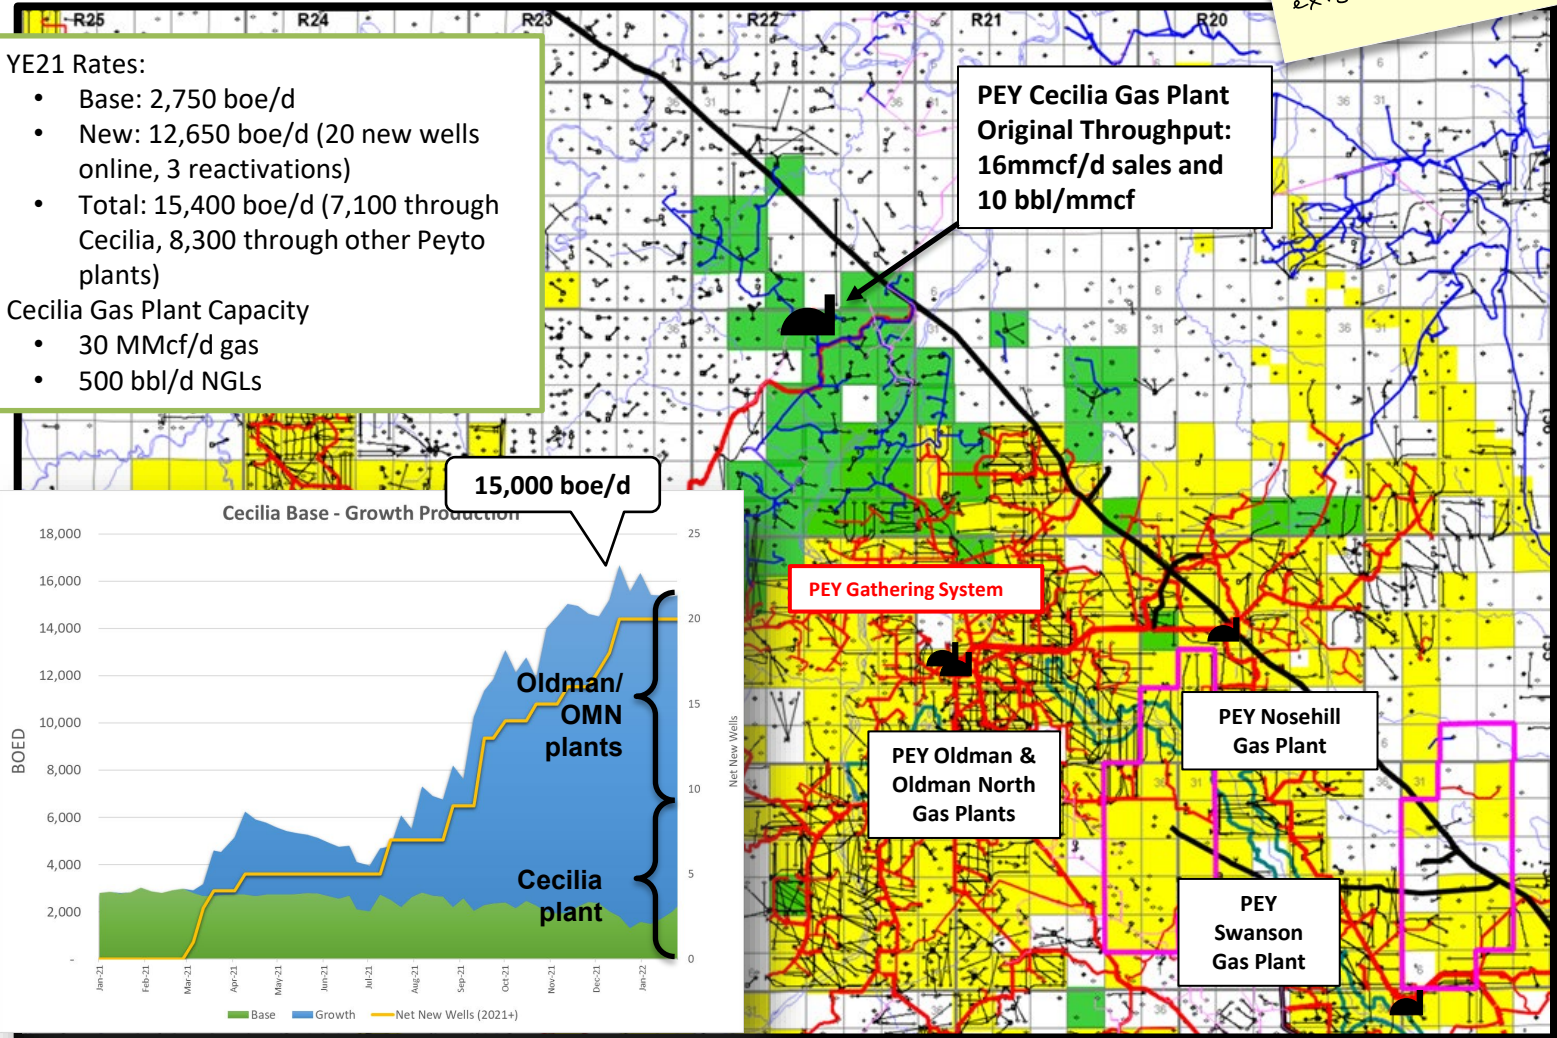 R25
R24
R23
R22
R21
R20
YE21 Rates:
• Base: 2,750 boe/d
• New: 12,650 boe/d (20 new wells
online, 3 reactivations)
• Total: 15,400 boe/d (7,100 through
Cecilia, 8,300 through other Peyto
plants)
Cecilia Gas Plant Capacity
• 30 MMcf/d gas
• 500 bbl/d NGLs
PEY Cecilia Gas Plant
Original Throughput:
16mmcf/d sales and
10 bbl/mmcf
15,000 boe/d
Cecilia Base - Growth Production
18,000
16,000
14,000
12,000
10,000
8,000
6,000
4,000
2,000
-
BOED
25
20
15
10
5
0
Net New Wells
Oldman/
OMN
plants
Cecilia
plant
Jan-21
Feb-21
Mar-21
Apr-21
May-21
Jun-21
Jul-21
Aug-21
Sep-21
Oct-21
Nov-21
Dec-21
Jan-22
Base
Growth
Net New Wells (2021+)
PEY Gathering System
PEY Oldman &
Oldman North
Gas Plants
PEY Nosehill
Gas Plant
PEY
Swanson
Gas Plant